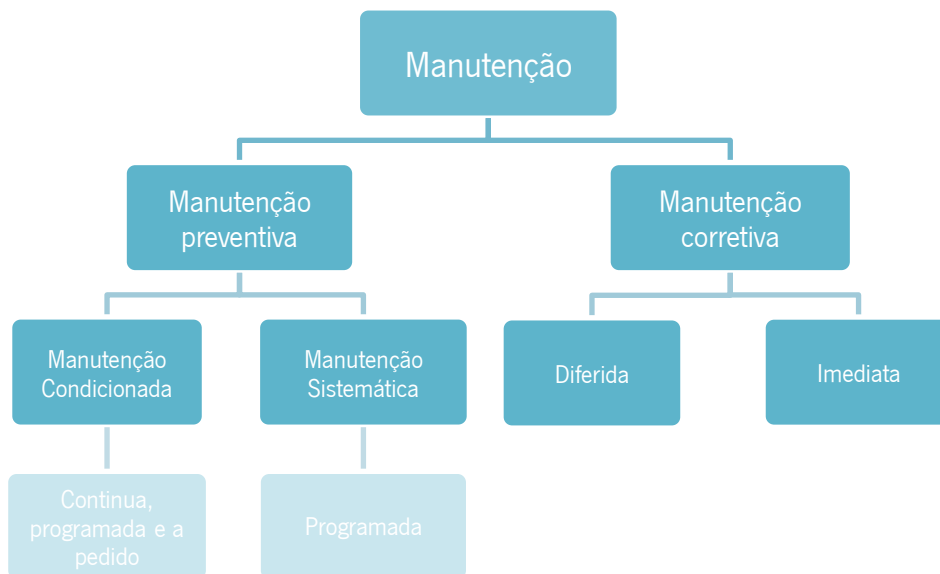 Manutenção
Manutenção
preventiva
Manutenção
corretiva
Manutenção
Condicionada
Manutenção
Sistemática
Diferida
Imediata
Continua,
programada e a
pedido
Programada